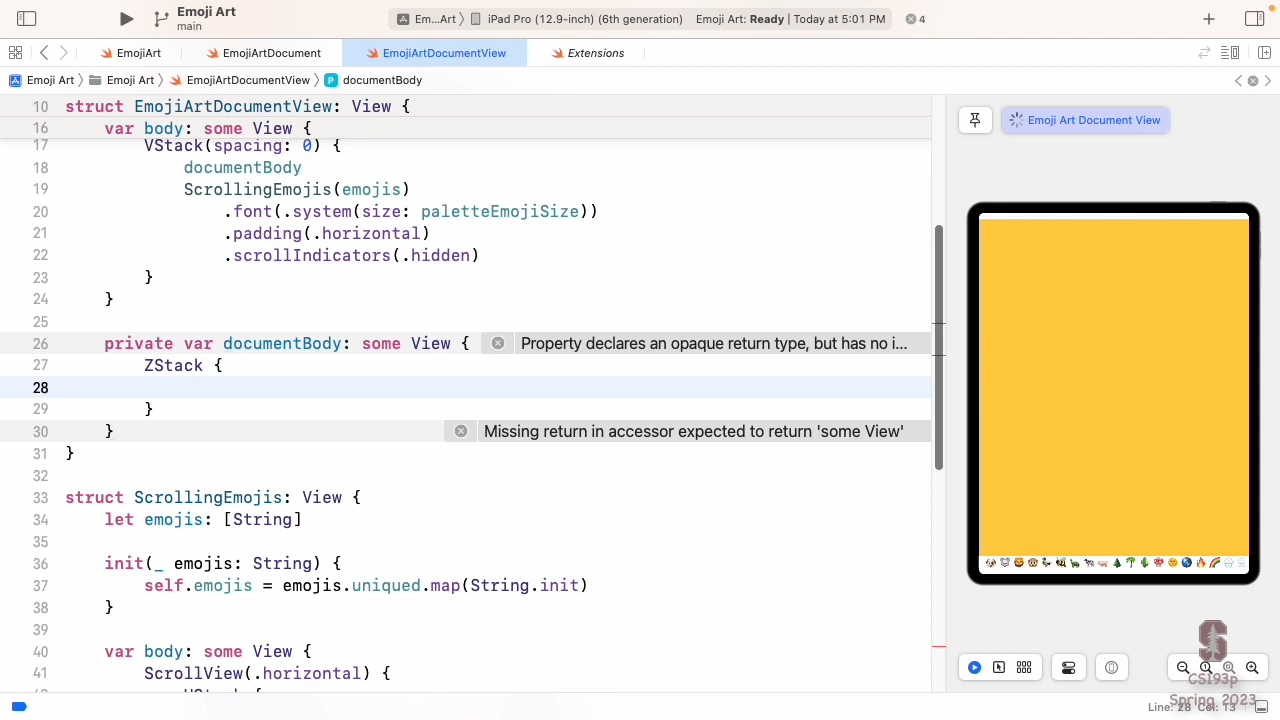 Emoji Art
main
Em...Art 〉 iPad Pro (12.9-inch) (6th generation) Emoji Art: Ready | Today at 5:01 PM 4
EmojiArt EmojiArtDocument EmojiArtDocumentView Extensions
Emoji Art 〉 Emoji Art 〉 EmojiArtDocumentView 〉 P documentBody
10 struct EmojiArtDocumentView: View {
16 var body: some View {
17 VStack(spacing: 0) {
18 documentBody
19 ScrollingEmojis(emojis)
20 .font(.system(size: paletteEmojiSize))
21 .padding(.horizontal)
22 .scrollIndicators(.hidden)
23 }
24 }
25
26 private var documentBody: some View { Property declares an opaque return type, but has no i...
27 ZStack {
28
29 }
30 } Missing return in accessor expected to return 'some View'
31 }
32
33 struct ScrollingEmojis: View {
34 let emojis: [String]
35
36 init(_ emojis: String) {
37 self.emojis = emojis.uniqued.map(String.init)
38 }
39
40 var body: some View {
41 ScrollView(.horizontal) {
Emoji Art Document View
S
CS193p
Spring 2023
Line: 28 Col: 13